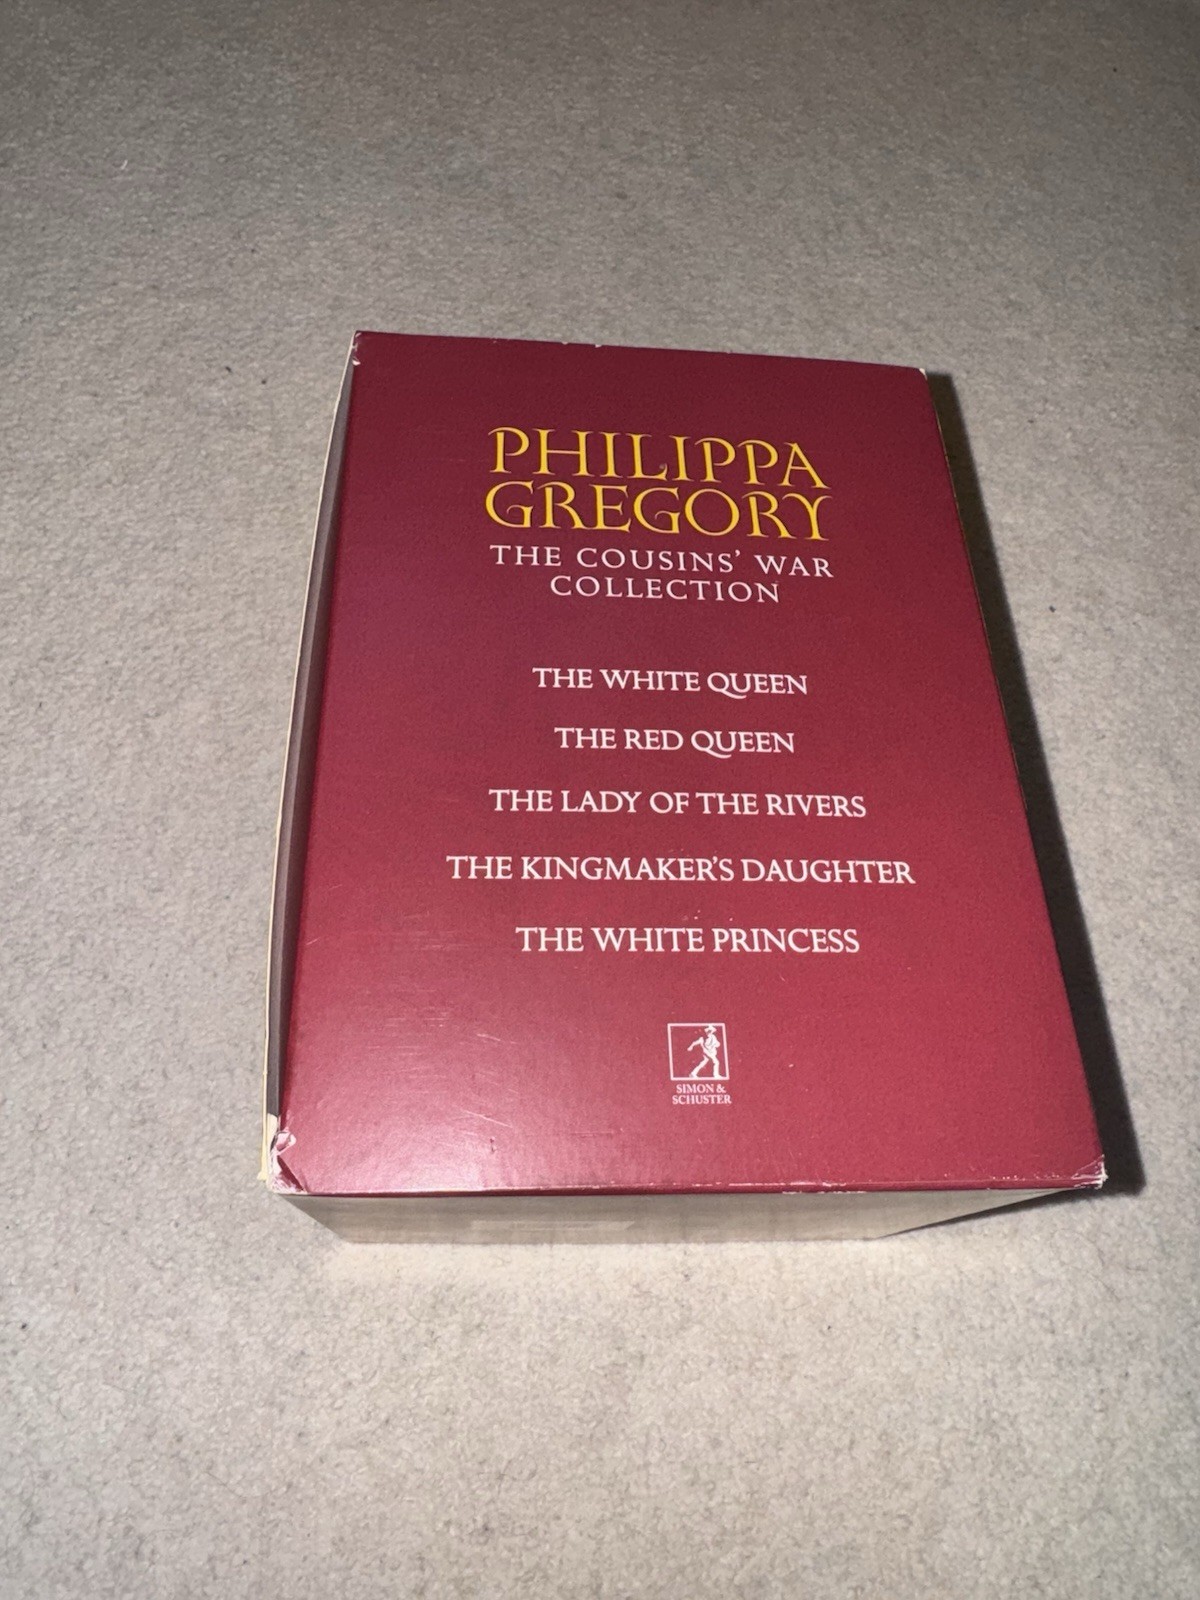 PHILIPPA
GREGORY
THE COUSINS' WAR
COLLECTION
THE WHITE QUEEN
THE RED QUEEN
THE LADY OF THE RIVERS
THE KINGMAKER'S DAUGHTER
THE WHITE PRINCESS
SIMON &
SCHUSTER